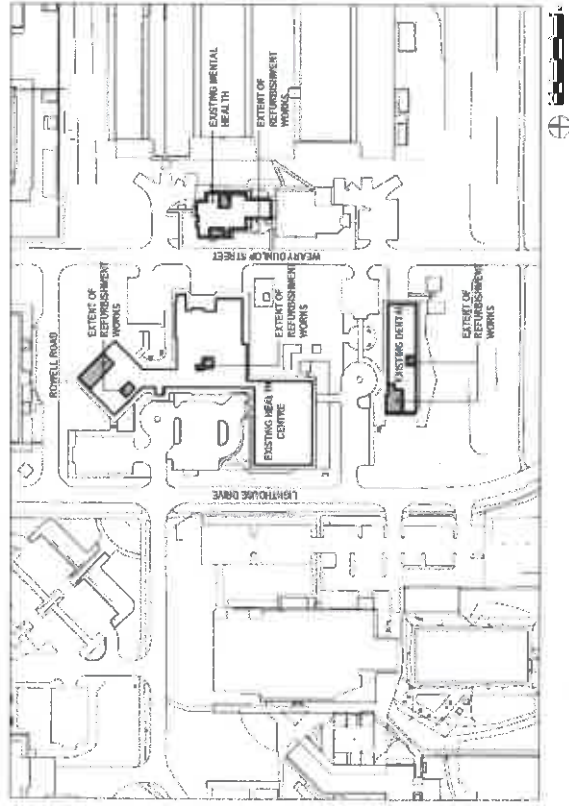 EXISTING MENTAL
HEALTH
EXTENT OF
REFURBISHMENT
WORKS
WEARY DUNLOP STREET
ROWELL ROAD
EXTENT OF
REFURBISHMENT
WORKS
EXTENT OF
REFURBISHMENT
WORKS
EXISTING HEALTH
CENTRE
EXISTING DENTAL
EXTENT OF
REFURBISHMENT
WORKS
LIGHTHOUSE DRIVE